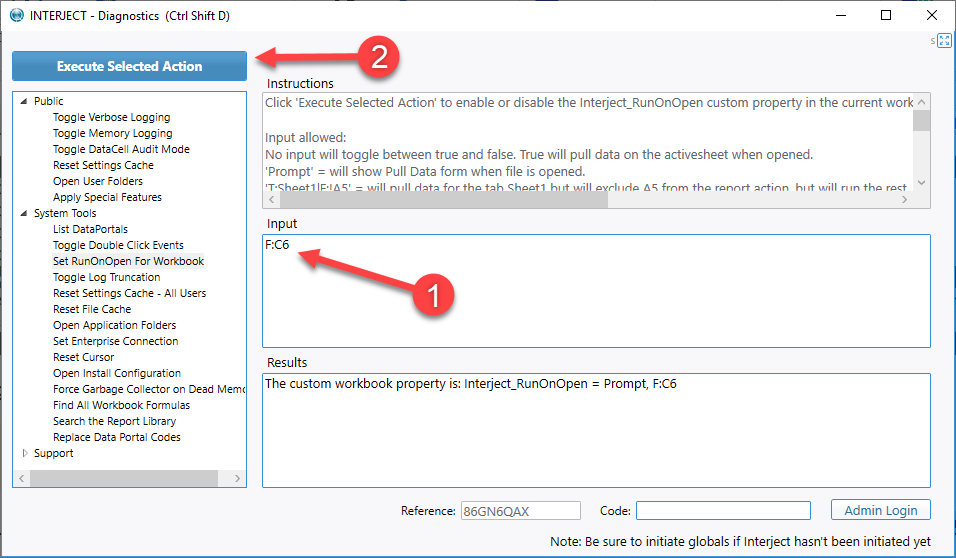 INTERJECT - Diagnostics (Ctrl Shift D)
s
Execute Selected Action
2
Public
Toggle Verbose Logging
Toggle Memory Logging
Toggle DataCell Audit Mode
Reset Settings Cache
Open User Folders
Apply Special Features
System Tools
List DataPortals
Toggle Double Click Events
Set RunOnOpen For Workbook
Toggle Log Truncation
Reset Settings Cache - All Users
Reset File Cache
Open Application Folders
Set Enterprise Connection
Reset Cursor
Open Install Configuration
Force Garbage Collector on Dead Memo
Find All Workbook Formulas
Search the Report Library
Replace Data Portal Codes
Support
Instructions
Click 'Execute Selected Action' to enable or disable the Interject_RunOnOpen custom property in the current work
Input allowed:
No input will toggle between true and false. True will pull data on the activesheet when opened.
'Prompt' = will show Pull Data form when file is opened.
'T:Sheet1|F:!A5' = will pull data for the tab Sheet1 but will exclude A5 from the report action, but will run the rest
Input
F:C6
1
Results
The custom workbook property is: Interject_RunOnOpen = Prompt, F:C6
Reference: 86GN6QAX Code: Admin Login
Note: Be sure to initiate globals if Interject hasn't been initiated yet